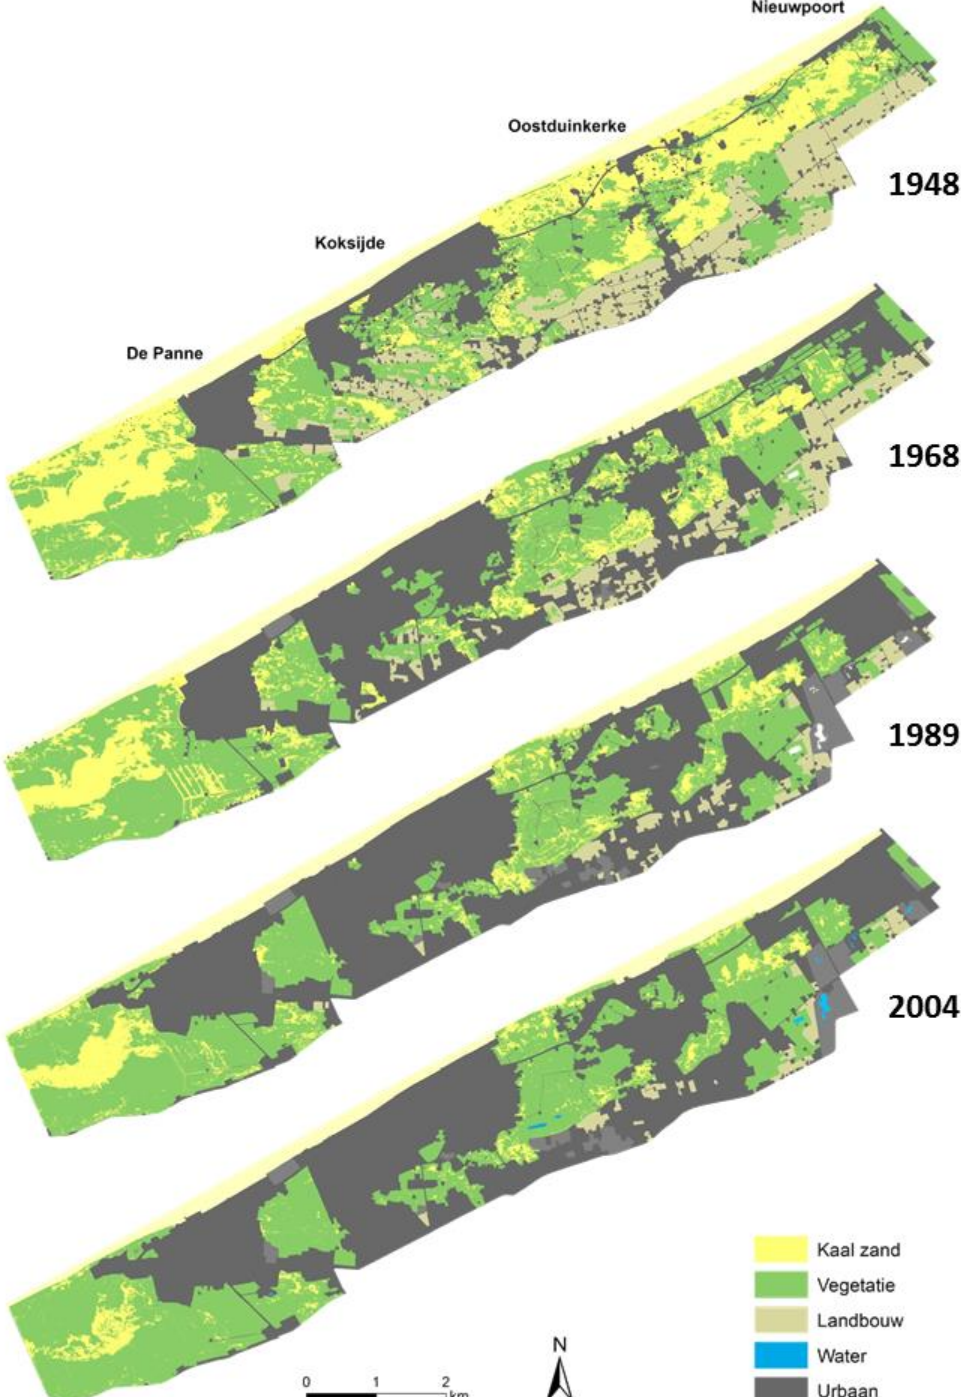 Nieuwpoort
Oostduinkerke
1948
Koksijde
De Panne
1968
1989
2004
Kaal zand
Vegetatie
Landbouw
Water
Urbaan
N
0 1 2
km